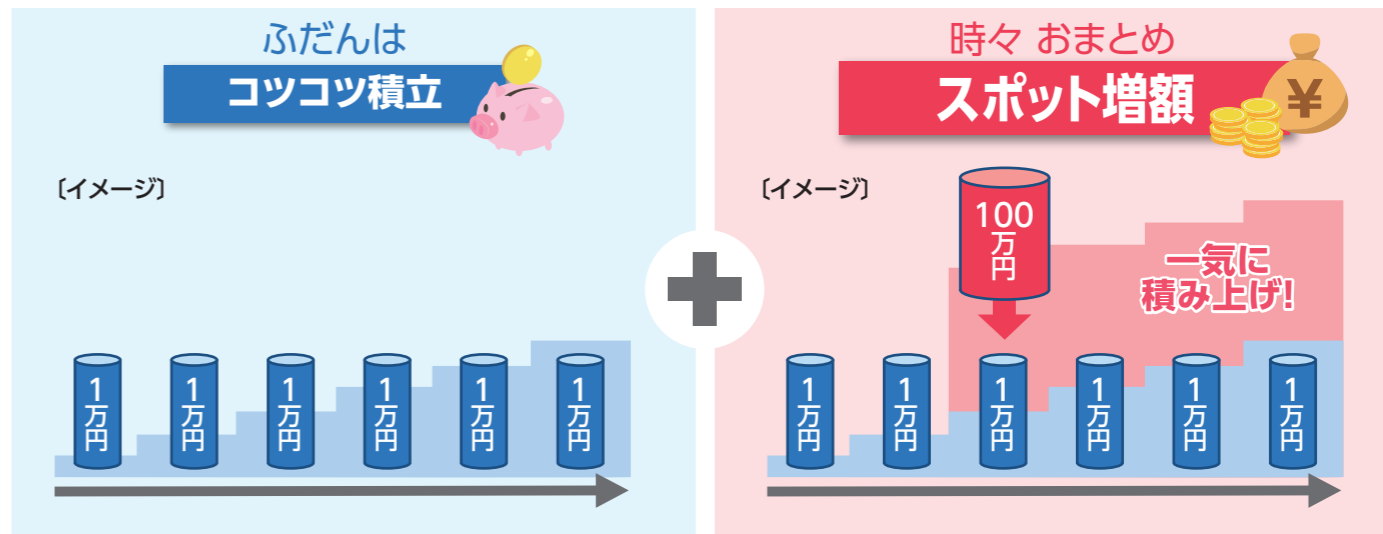 ふだんは
コツコツ積立
〔イメージ〕
1万円
1万円
1万円
1万円
1万円
1万円
時々 おまとめ
スポット増額
¥
〔イメージ〕
100万円
一気に
積み上げ!
1万円
1万円
1万円
1万円
1万円
1万円